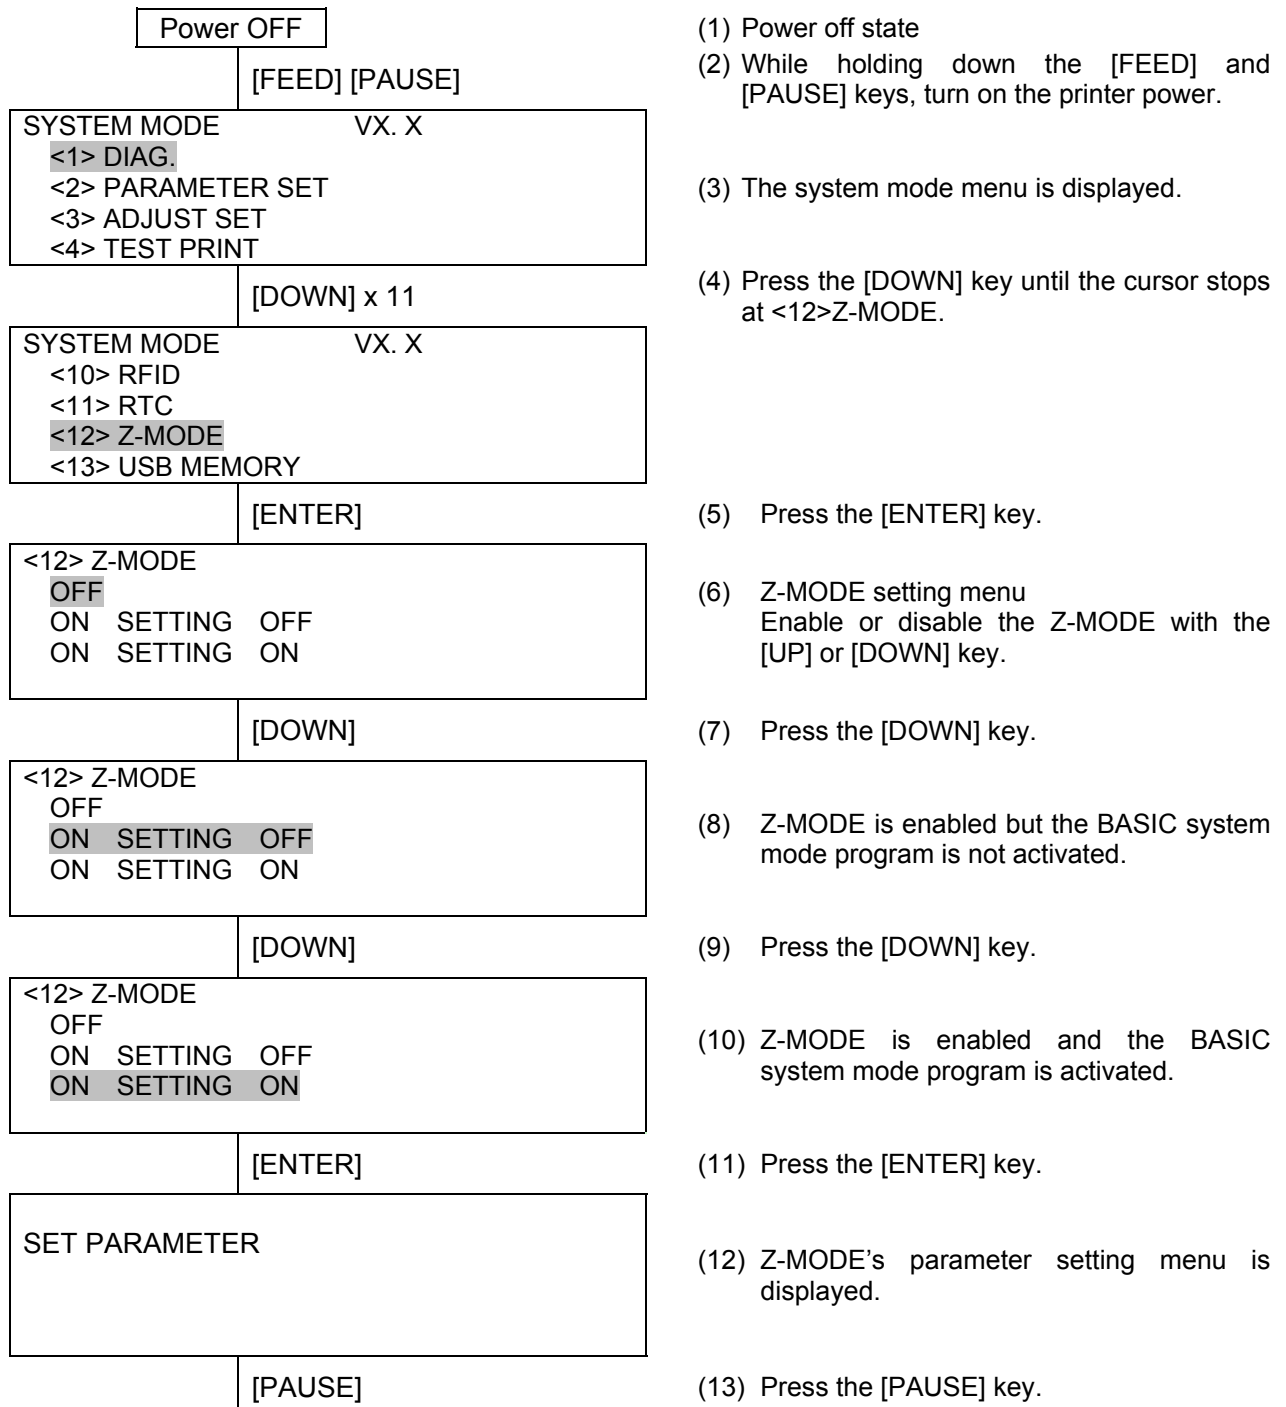 Power OFF
(1) Power off state
[FEED] [PAUSE]
(2) While holding down the [FEED] and
[PAUSE] keys, turn on the printer power.
SYSTEM MODE VX. X
<1> DIAG.
<2> PARAMETER SET
<3> ADJUST SET
<4> TEST PRINT
(3) The system mode menu is displayed.
[DOWN] x 11
(4) Press the [DOWN] key until the cursor stops
at <12>Z-MODE.
SYSTEM MODE VX. X
<10> RFID
<11> RTC
<12> Z-MODE
<13> USB MEMORY
[ENTER]
(5) Press the [ENTER] key.
<12> Z-MODE
OFF
ON SETTING OFF
ON SETTING ON
(6) Z-MODE setting menu
Enable or disable the Z-MODE with the
[UP] or [DOWN] key.
[DOWN]
(7) Press the [DOWN] key.
<12> Z-MODE
OFF
ON SETTING OFF
ON SETTING ON
(8) Z-MODE is enabled but the BASIC system
mode program is not activated.
[DOWN]
(9) Press the [DOWN] key.
<12> Z-MODE
OFF
ON SETTING OFF
ON SETTING ON
(10) Z-MODE is enabled and the BASIC
system mode program is activated.
[ENTER]
(11) Press the [ENTER] key.
SET PARAMETER
(12) Z-MODE’s parameter setting menu is
displayed.
[PAUSE]
(13) Press the [PAUSE] key.